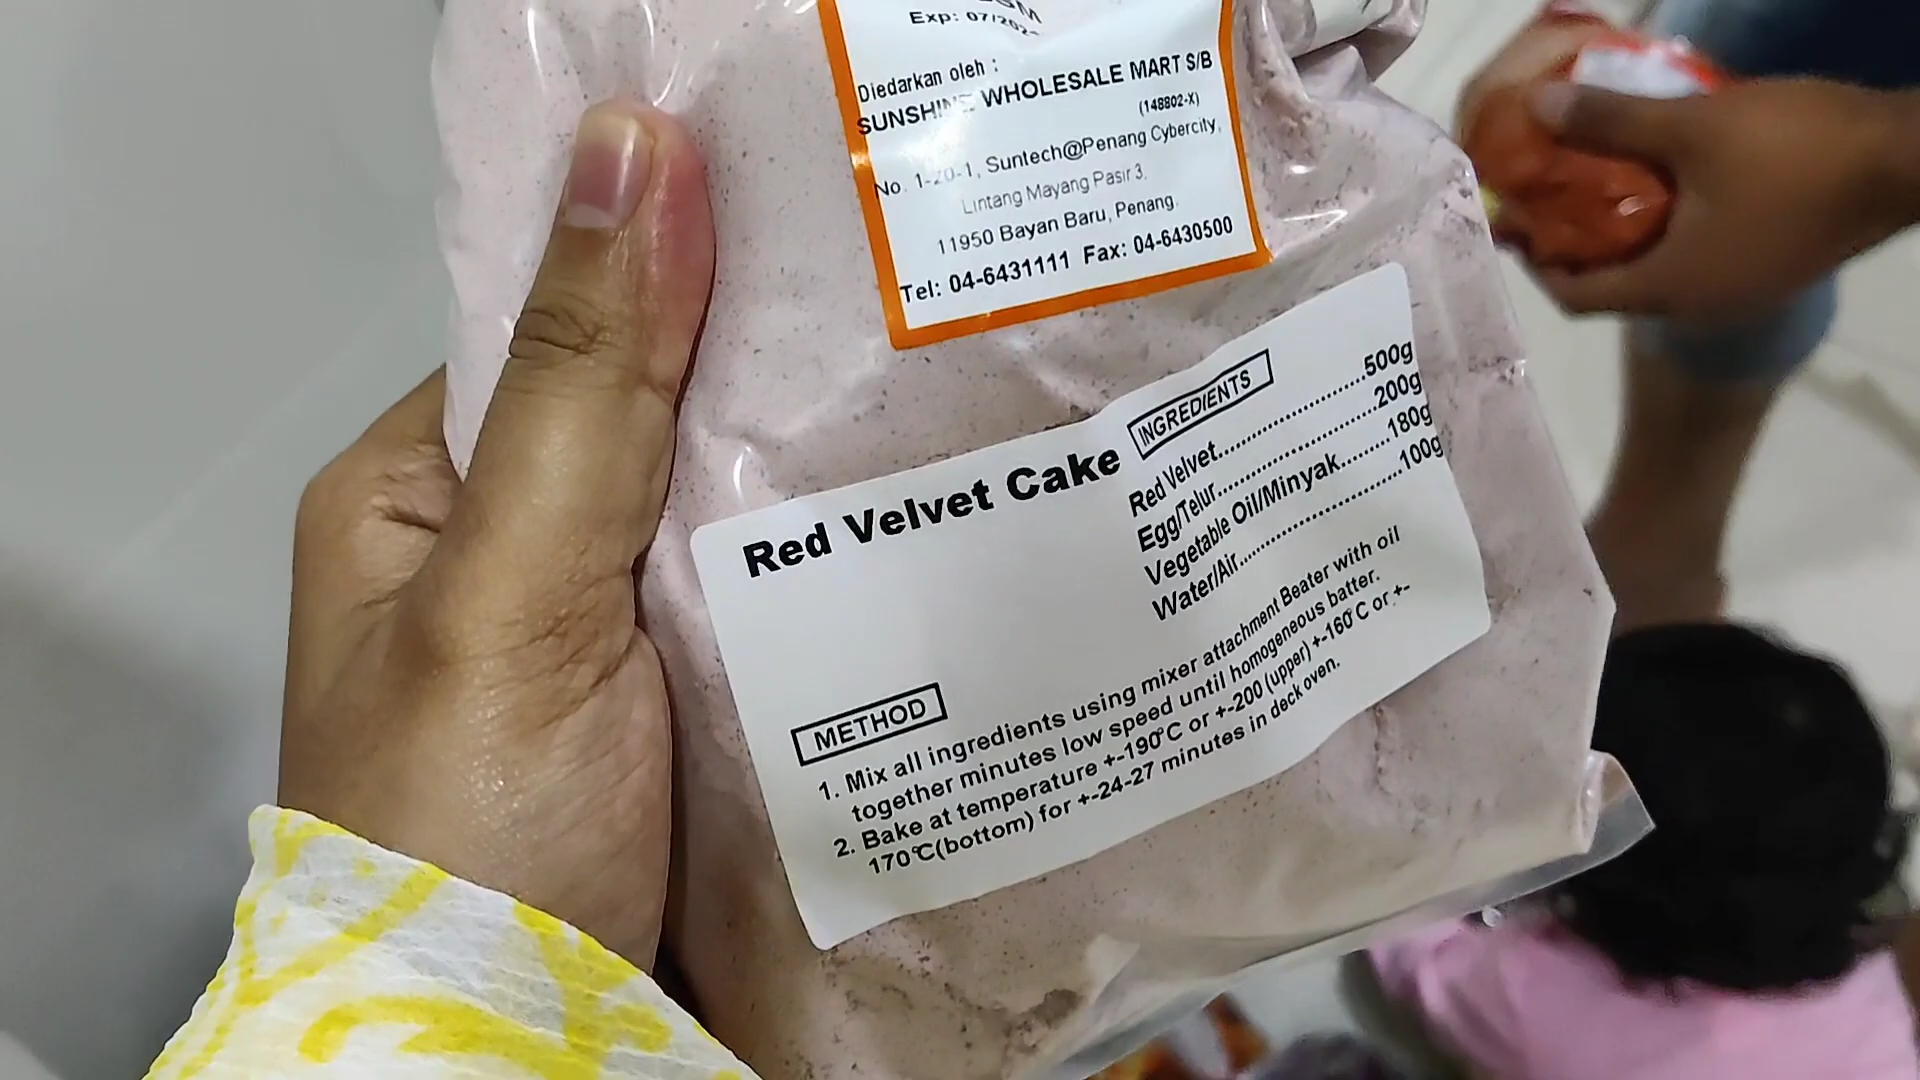 Exp: 07/202
Diedarkan oleh :
SUNSHINE WHOLESALE MART S/B
(148802-X)
No. 1-20-1, Suntech@Penang Cybercity,
Lintang Mayang Pasir 3,
11950 Bayan Baru, Penang.
Tel: 04-6431111 Fax: 04-6430500
Red Velvet Cake
INGREDIENTS
Red Velvet..........................500g
Egg/Telur............................200g
Vegetable Oil/Minyak.........180g
Water/Air............................100g
METHOD
1. Mix all ingredients using mixer attachment Beater with oil
together minutes low speed until homogeneous batter.
2. Bake at temperature +-190°C or +-200 (upper) +-160°C or +-
170°C(bottom) for +-24-27 minutes in deck oven.